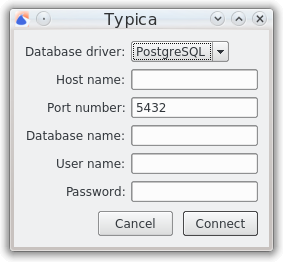 Typica
Database driver: PostgreSQL
Host name:
Port number: 5432
Database name:
User name:
Password:
Cancel Connect